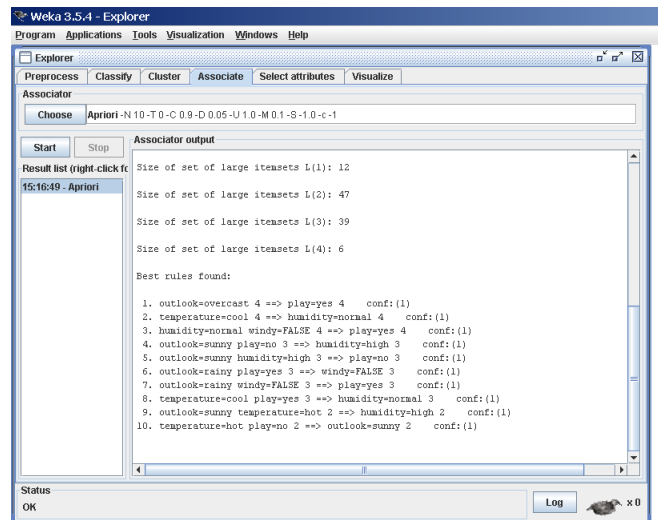 Weka 3.5.4 - Explorer
Program Applications Tools Visualization Windows Help
Explorer
Preprocess Classify Cluster Associate Select attributes Visualize
Associator
Choose Apriori -N 10 -T 0 -C 0.9 -D 0.05 -U 1.0 -M 0.1 -S -1.0 -c -1
Start Stop
Result list (right-click fo
15:16:49 - Apriori
Associator output
Size of set of large itemsets L(1): 12
Size of set of large itemsets L(2): 47
Size of set of large itemsets L(3): 39
Size of set of large itemsets L(4): 6
Best rules found:
1. outlook=overcast 4 ==> play=yes 4 conf:(1)
2. temperature=cool 4 ==> humidity=normal 4 conf:(1)
3. humidity=normal windy=FALSE 4 ==> play=yes 4 conf:(1)
4. outlook=sunny play=no 3 ==> humidity=high 3 conf:(1)
5. outlook=sunny humidity=high 3 ==> play=no 3 conf:(1)
6. outlook=rainy play=yes 3 ==> windy=FALSE 3 conf:(1)
7. outlook=rainy windy=FALSE 3 ==> play=yes 3 conf:(1)
8. temperature=cool play=yes 3 ==> humidity=normal 3 conf:(1)
9. outlook=sunny temperature=hot 2 ==> humidity=high 2 conf:(1)
10. temperature=hot play=no 2 ==> outlook=sunny 2 conf:(1)
Status
OK
Log x 0